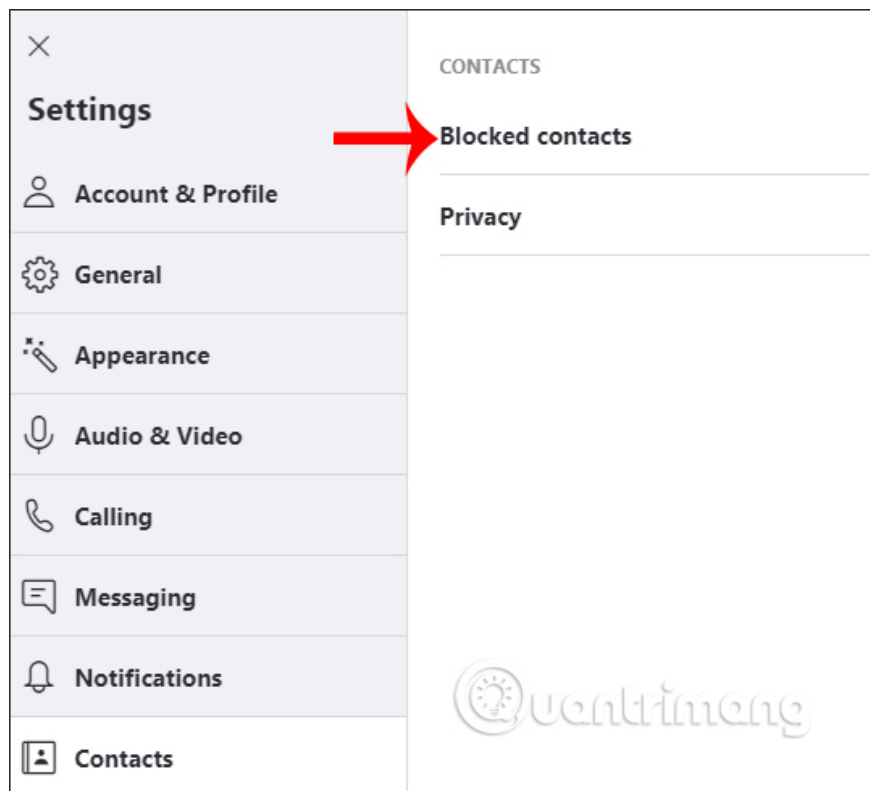 Settings
Account & Profile
General
Appearance
Audio & Video
Calling
Messaging
Notifications
Contacts
CONTACTS
Blocked contacts
Privacy
Quantrimang